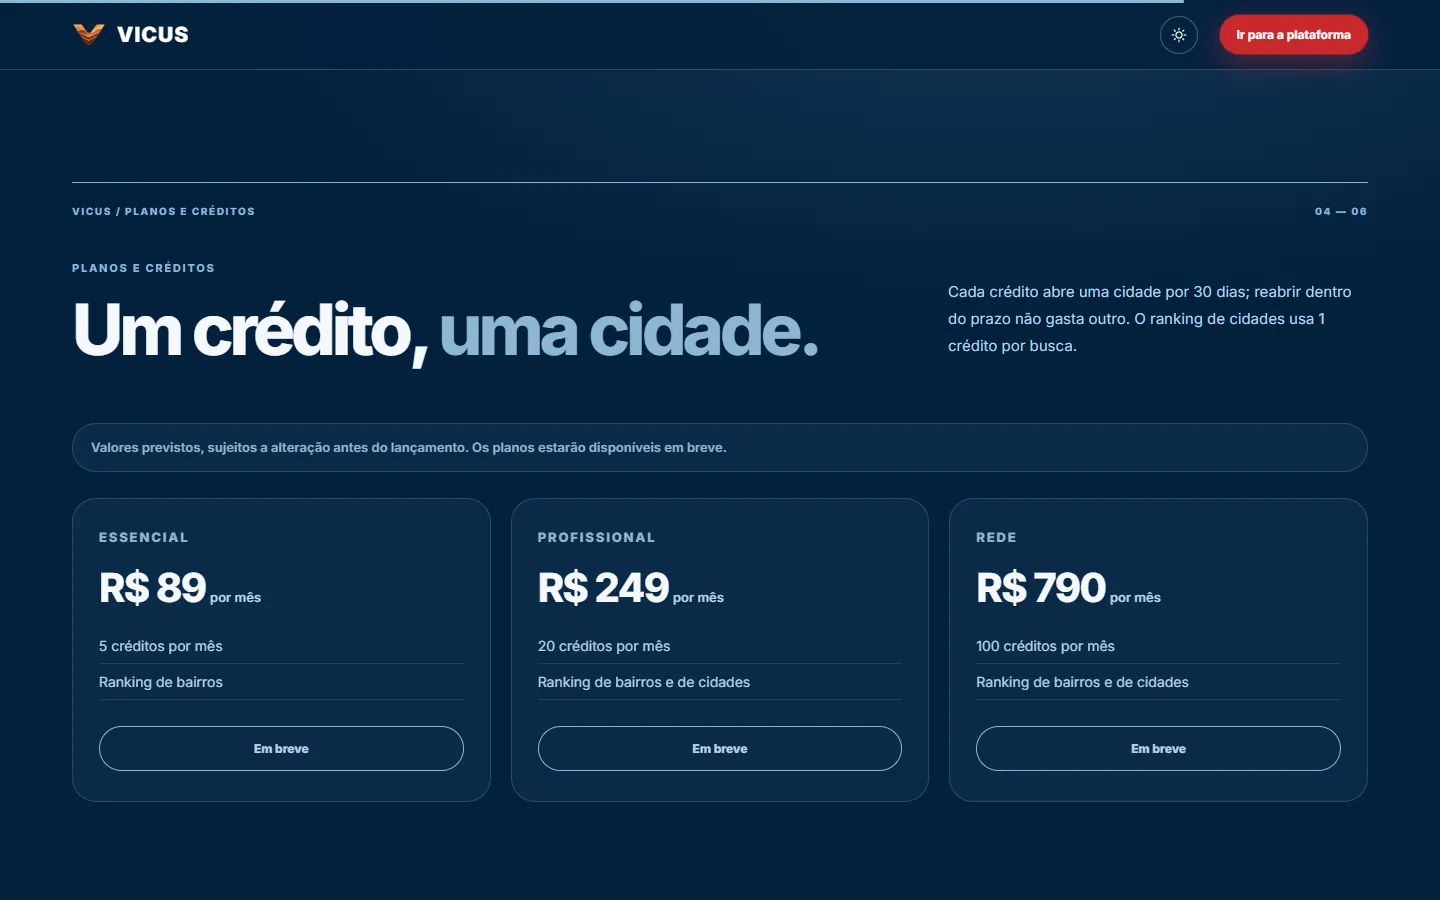 VICUS
Ir para a plataforma
VICUS / PLANOS E CRÉDITOS
04 — 06
PLANOS E CRÉDITOS
Um crédito, uma cidade.
Cada crédito abre uma cidade por 30 dias; reabrir dentro
do prazo não gasta outro. O ranking de cidades usa 1
crédito por busca.
Valores previstos, sujeitos a alteração antes do lançamento. Os planos estarão disponíveis em breve.
ESSENCIAL
R$ 89 por mês
5 créditos por mês
Ranking de bairros
Em breve
PROFISSIONAL
R$ 249 por mês
20 créditos por mês
Ranking de bairros e de cidades
Em breve
REDE
R$ 790 por mês
100 créditos por mês
Ranking de bairros e de cidades
Em breve